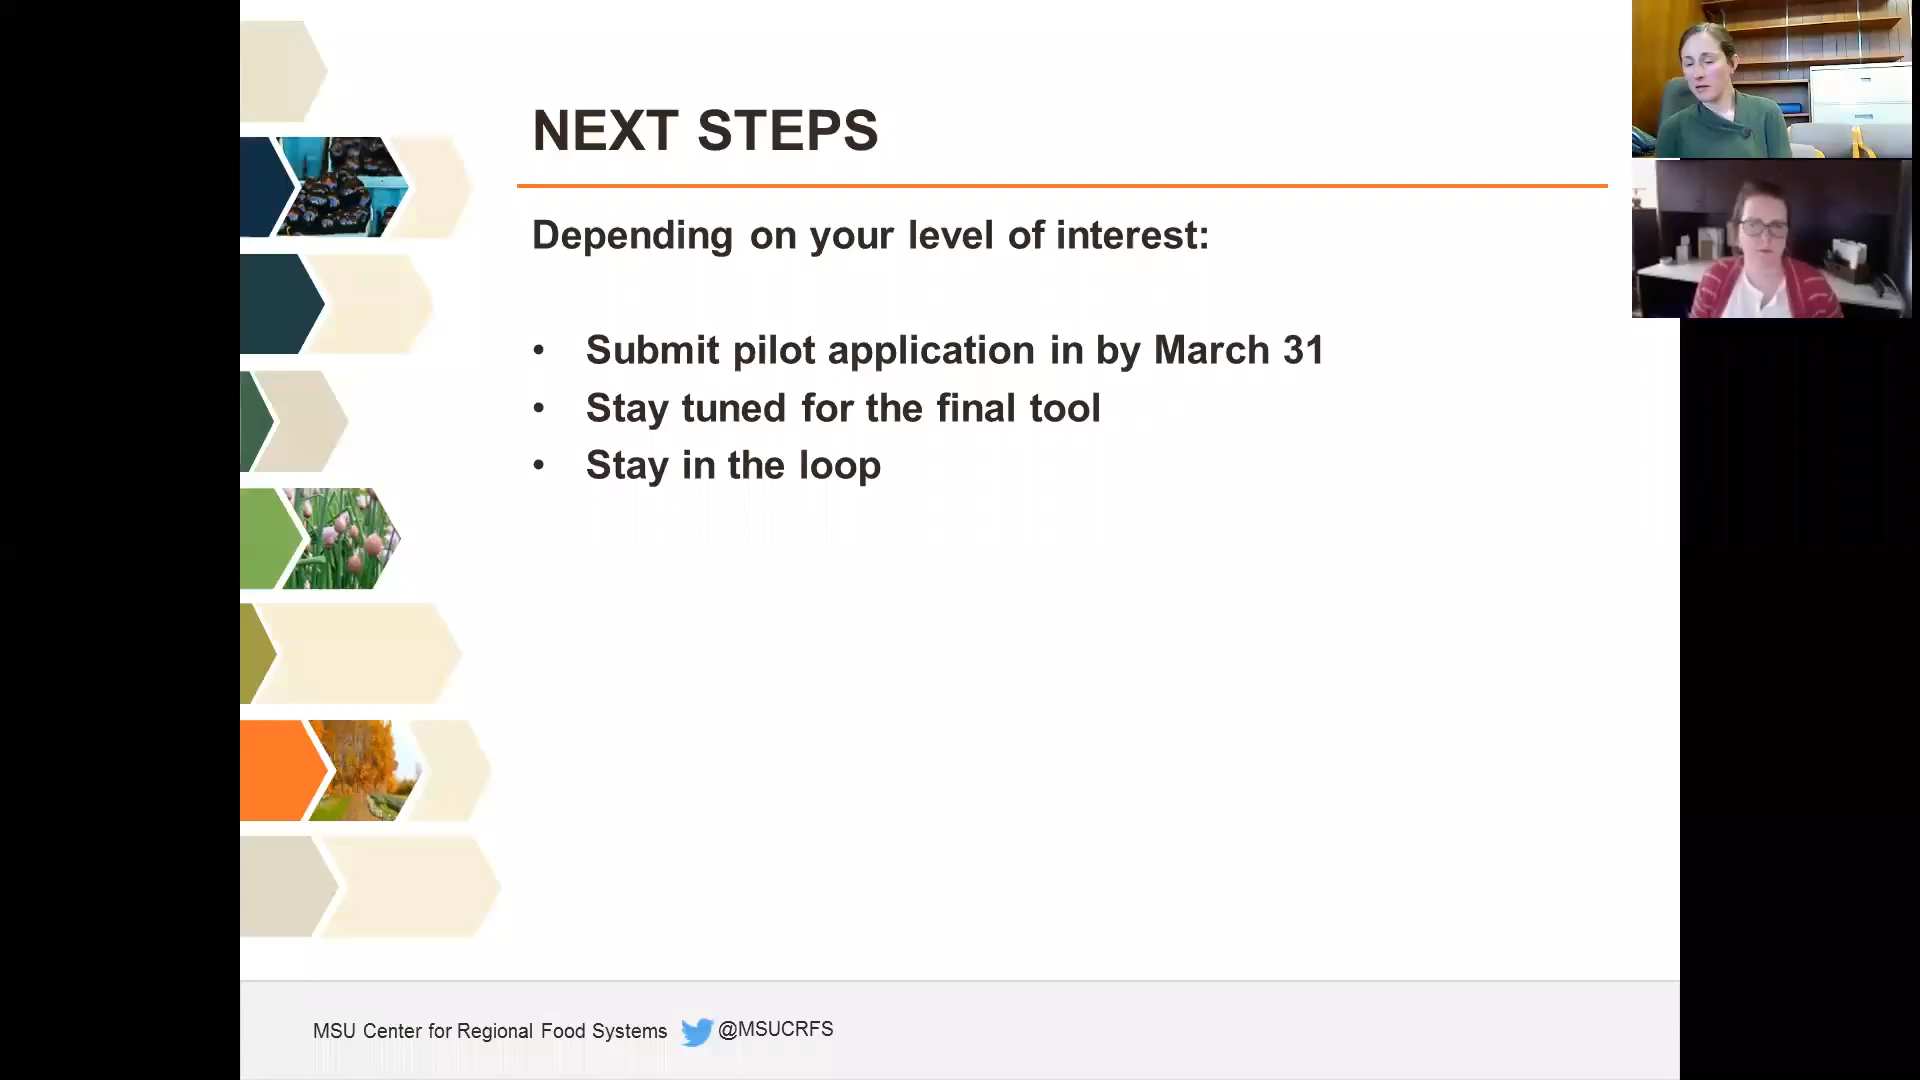 NEXT STEPS
Depending on your level of interest:
• Submit pilot application in by March 31
• Stay tuned for the final tool
• Stay in the loop
MSU Center for Regional Food Systems @MSUCRFS